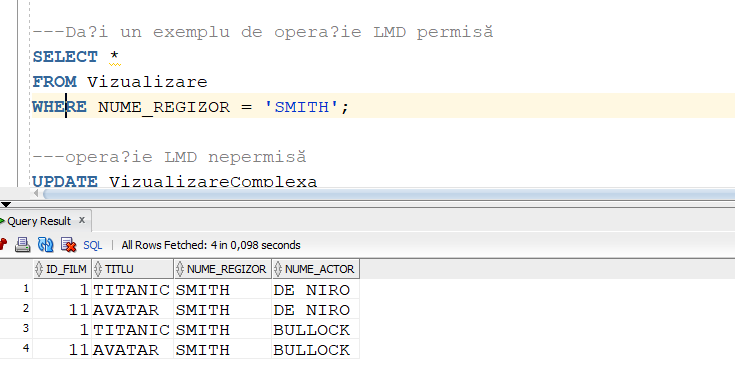 ---Da?i un exemplu de opera?ie LMD permisă
SELECT *
FROM Vizualizare
WHERE NUME_REGIZOR = 'SMITH';
---opera?ie LMD nepermisă
UPDATE VizualizareComplexa
Query Result x
SQL | All Rows Fetched: 4 in 0,098 seconds
ID_FILM TITLU NUME_REGIZOR NUME_ACTOR
1 1 TITANIC SMITH DE NIRO
2 11 AVATAR SMITH DE NIRO
3 1 TITANIC SMITH BULLOCK
4 11 AVATAR SMITH BULLOCK